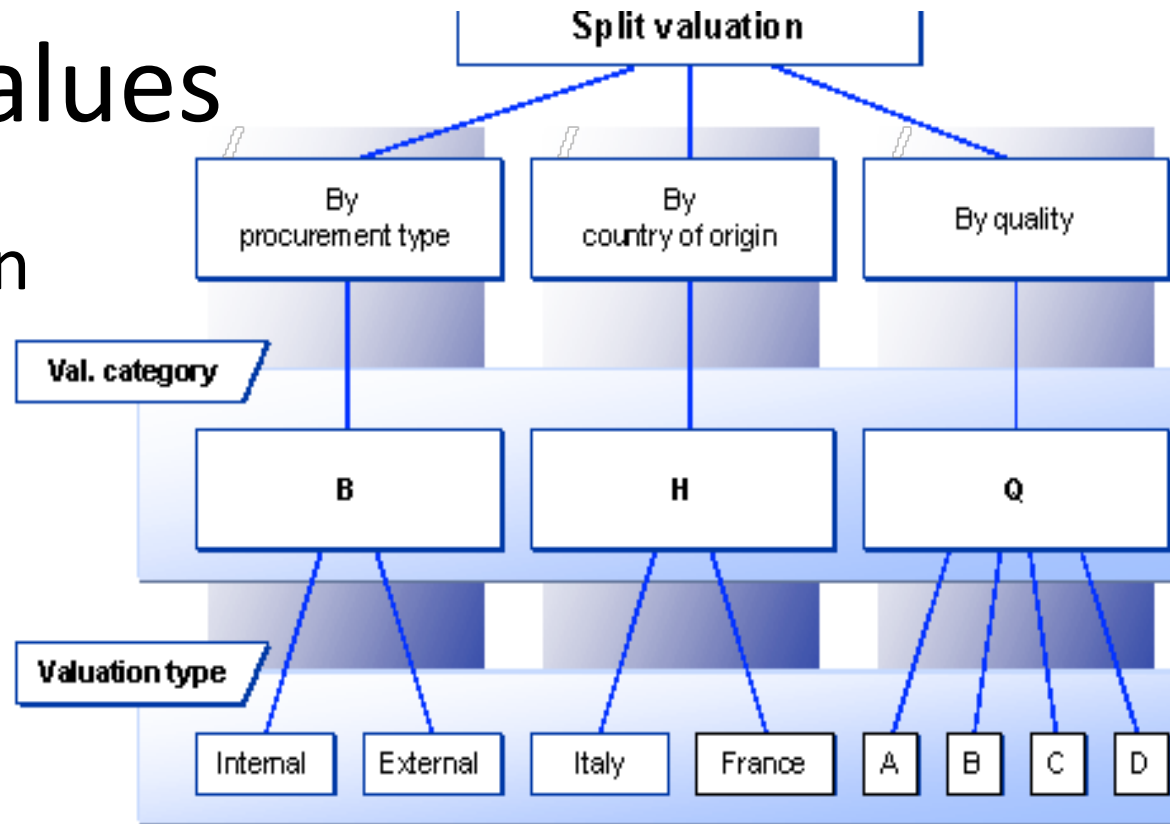 Split valuation
alues
By
procurement type
By
country of origin
By quality
n
Val. category
B
H
Q
Valuation type
Internal
External
Italy
France
A
B
C
D